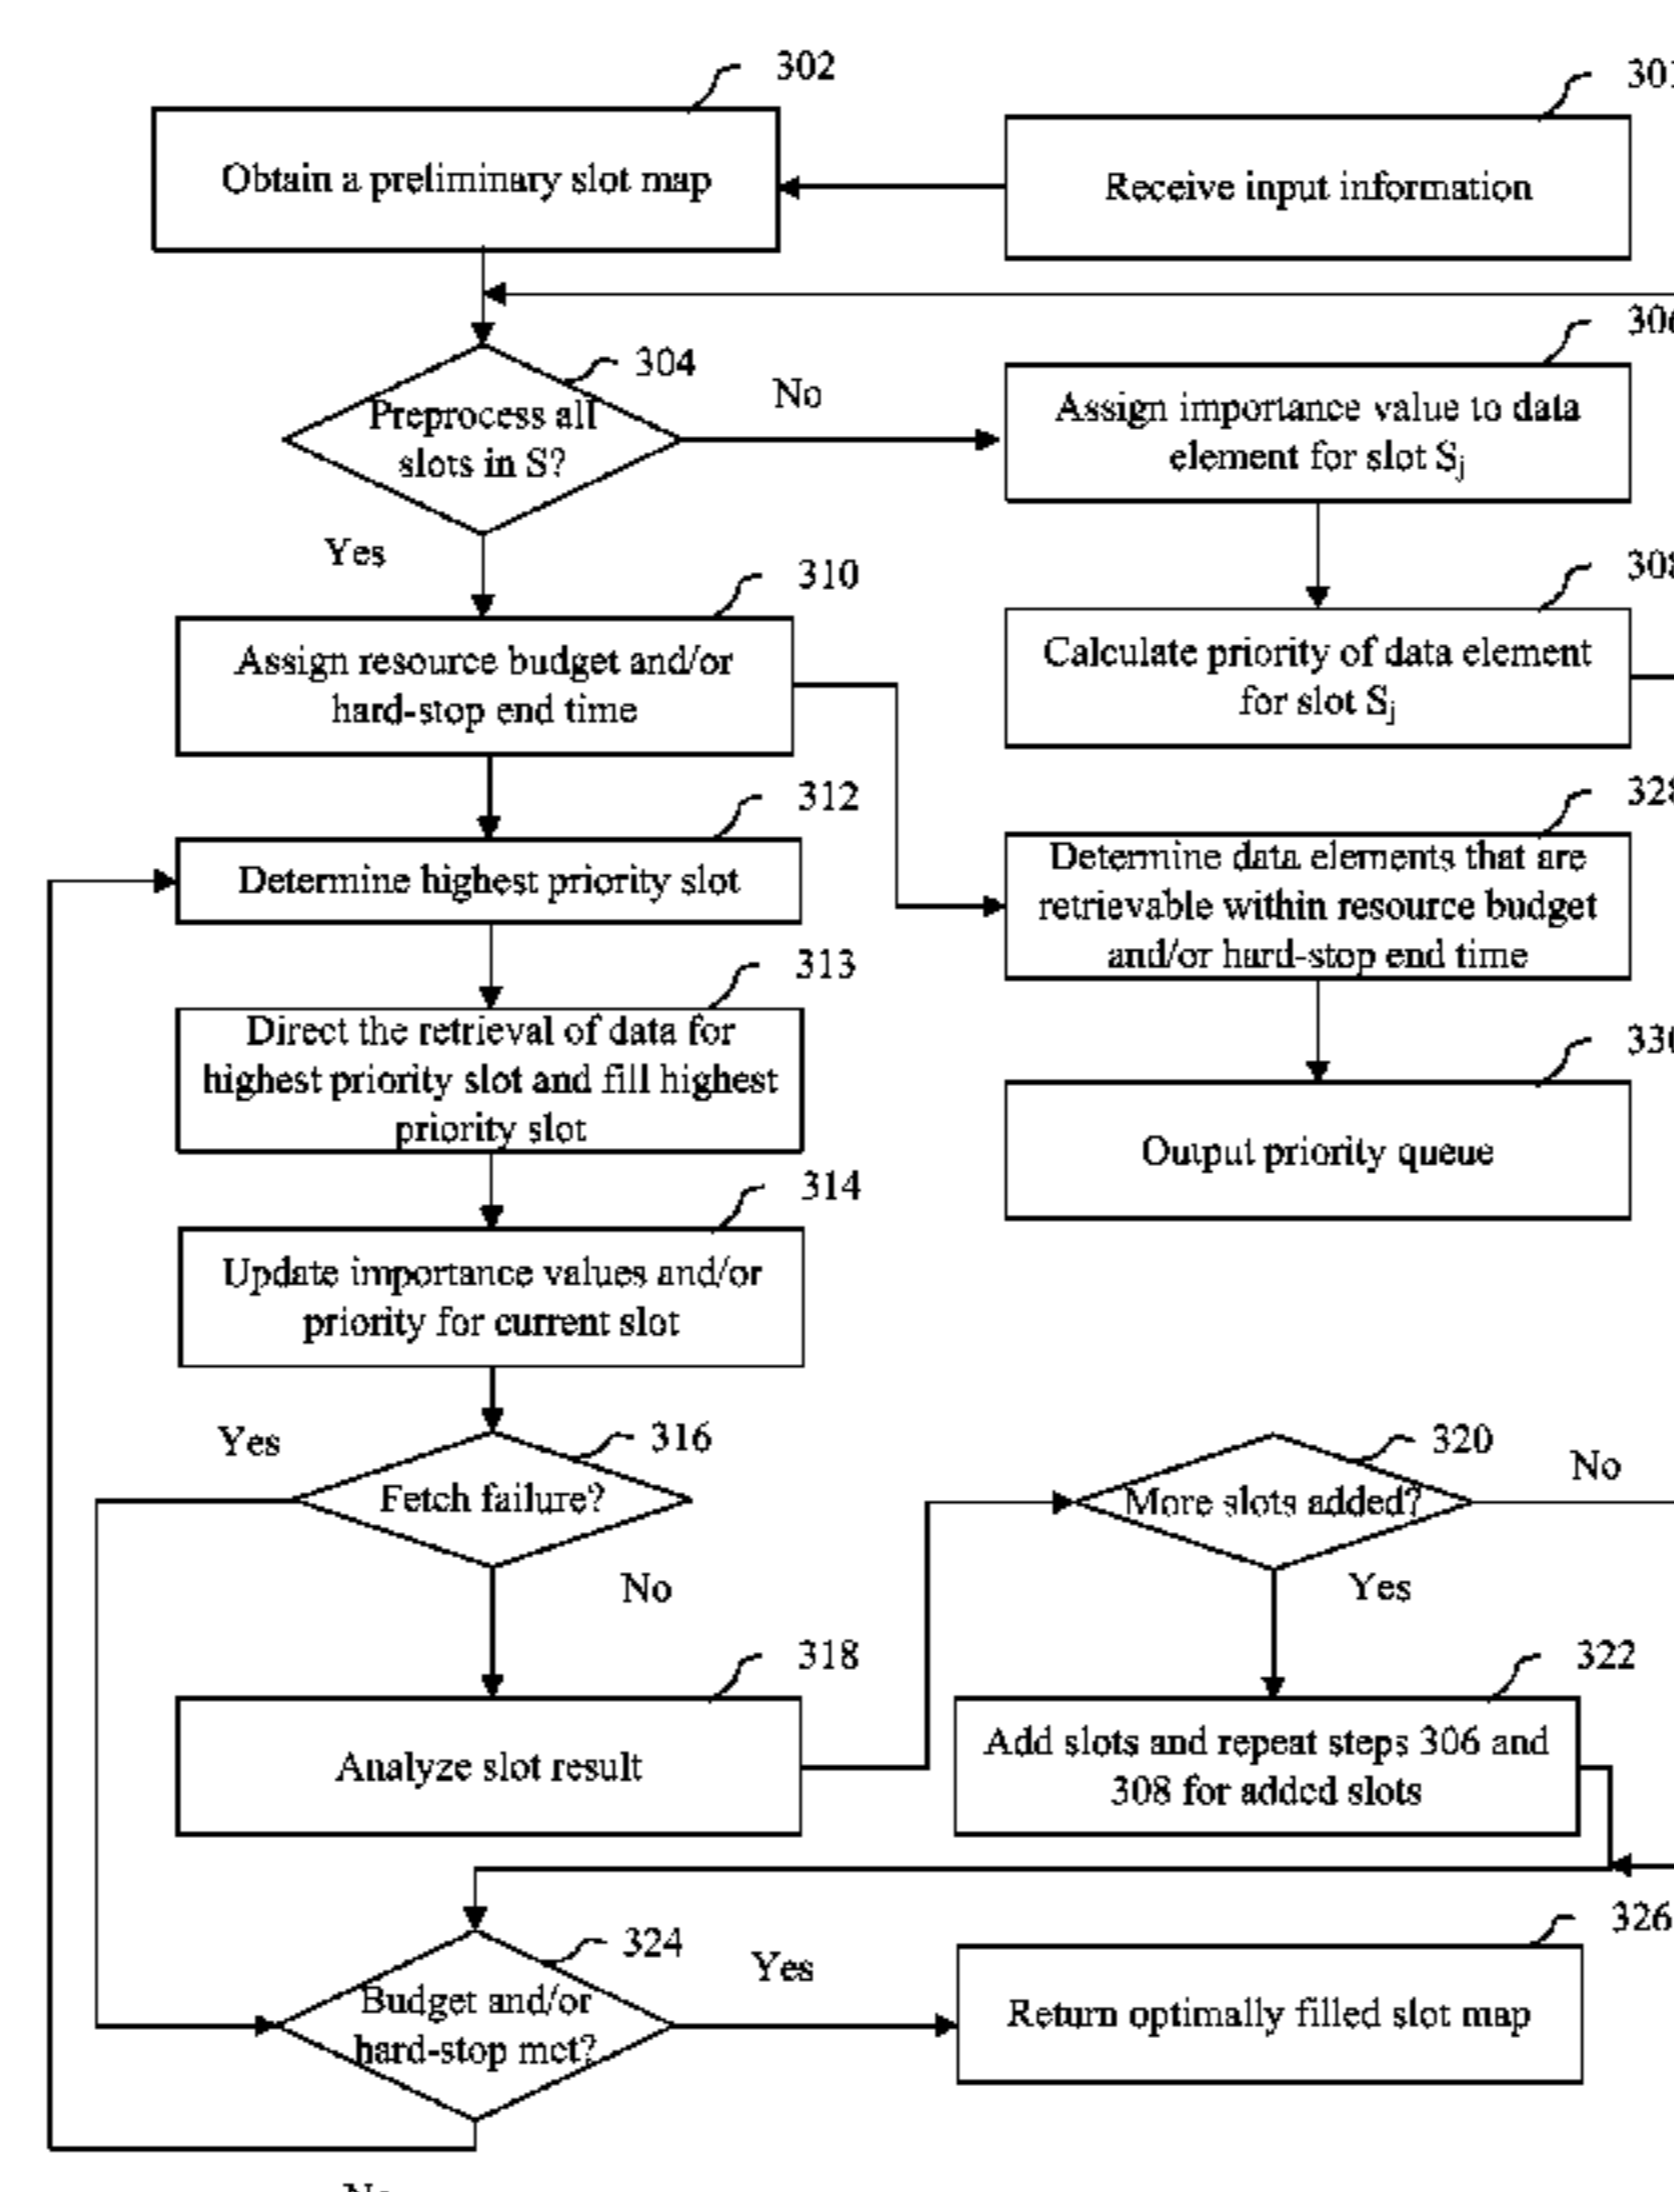 302
301
Obtain a preliminary slot map
Receive input information
304
No
306
Preprocess all
slots in S?
Assign importance value to data
element for slot Sj
Yes
310
308
Assign resource budget and/or
hard-stop end time
Calculate priority of data element
for slot Sj
312
328
Determine highest priority slot
Determine data elements that are
retrievable within resource budget
and/or hard-stop end time
313
330
Direct the retrieval of data for
highest priority slot and fill highest
priority slot
Output priority queue
314
Update importance values and/or
priority for current slot
Yes
316
320
No
Fetch failure?
More slots added?
No
Yes
318
322
Analyze slot result
Add slots and repeat steps 306 and
308 for added slots
324
Yes
326
Budget and/or
hard-stop met?
Return optimally filled slot map
No